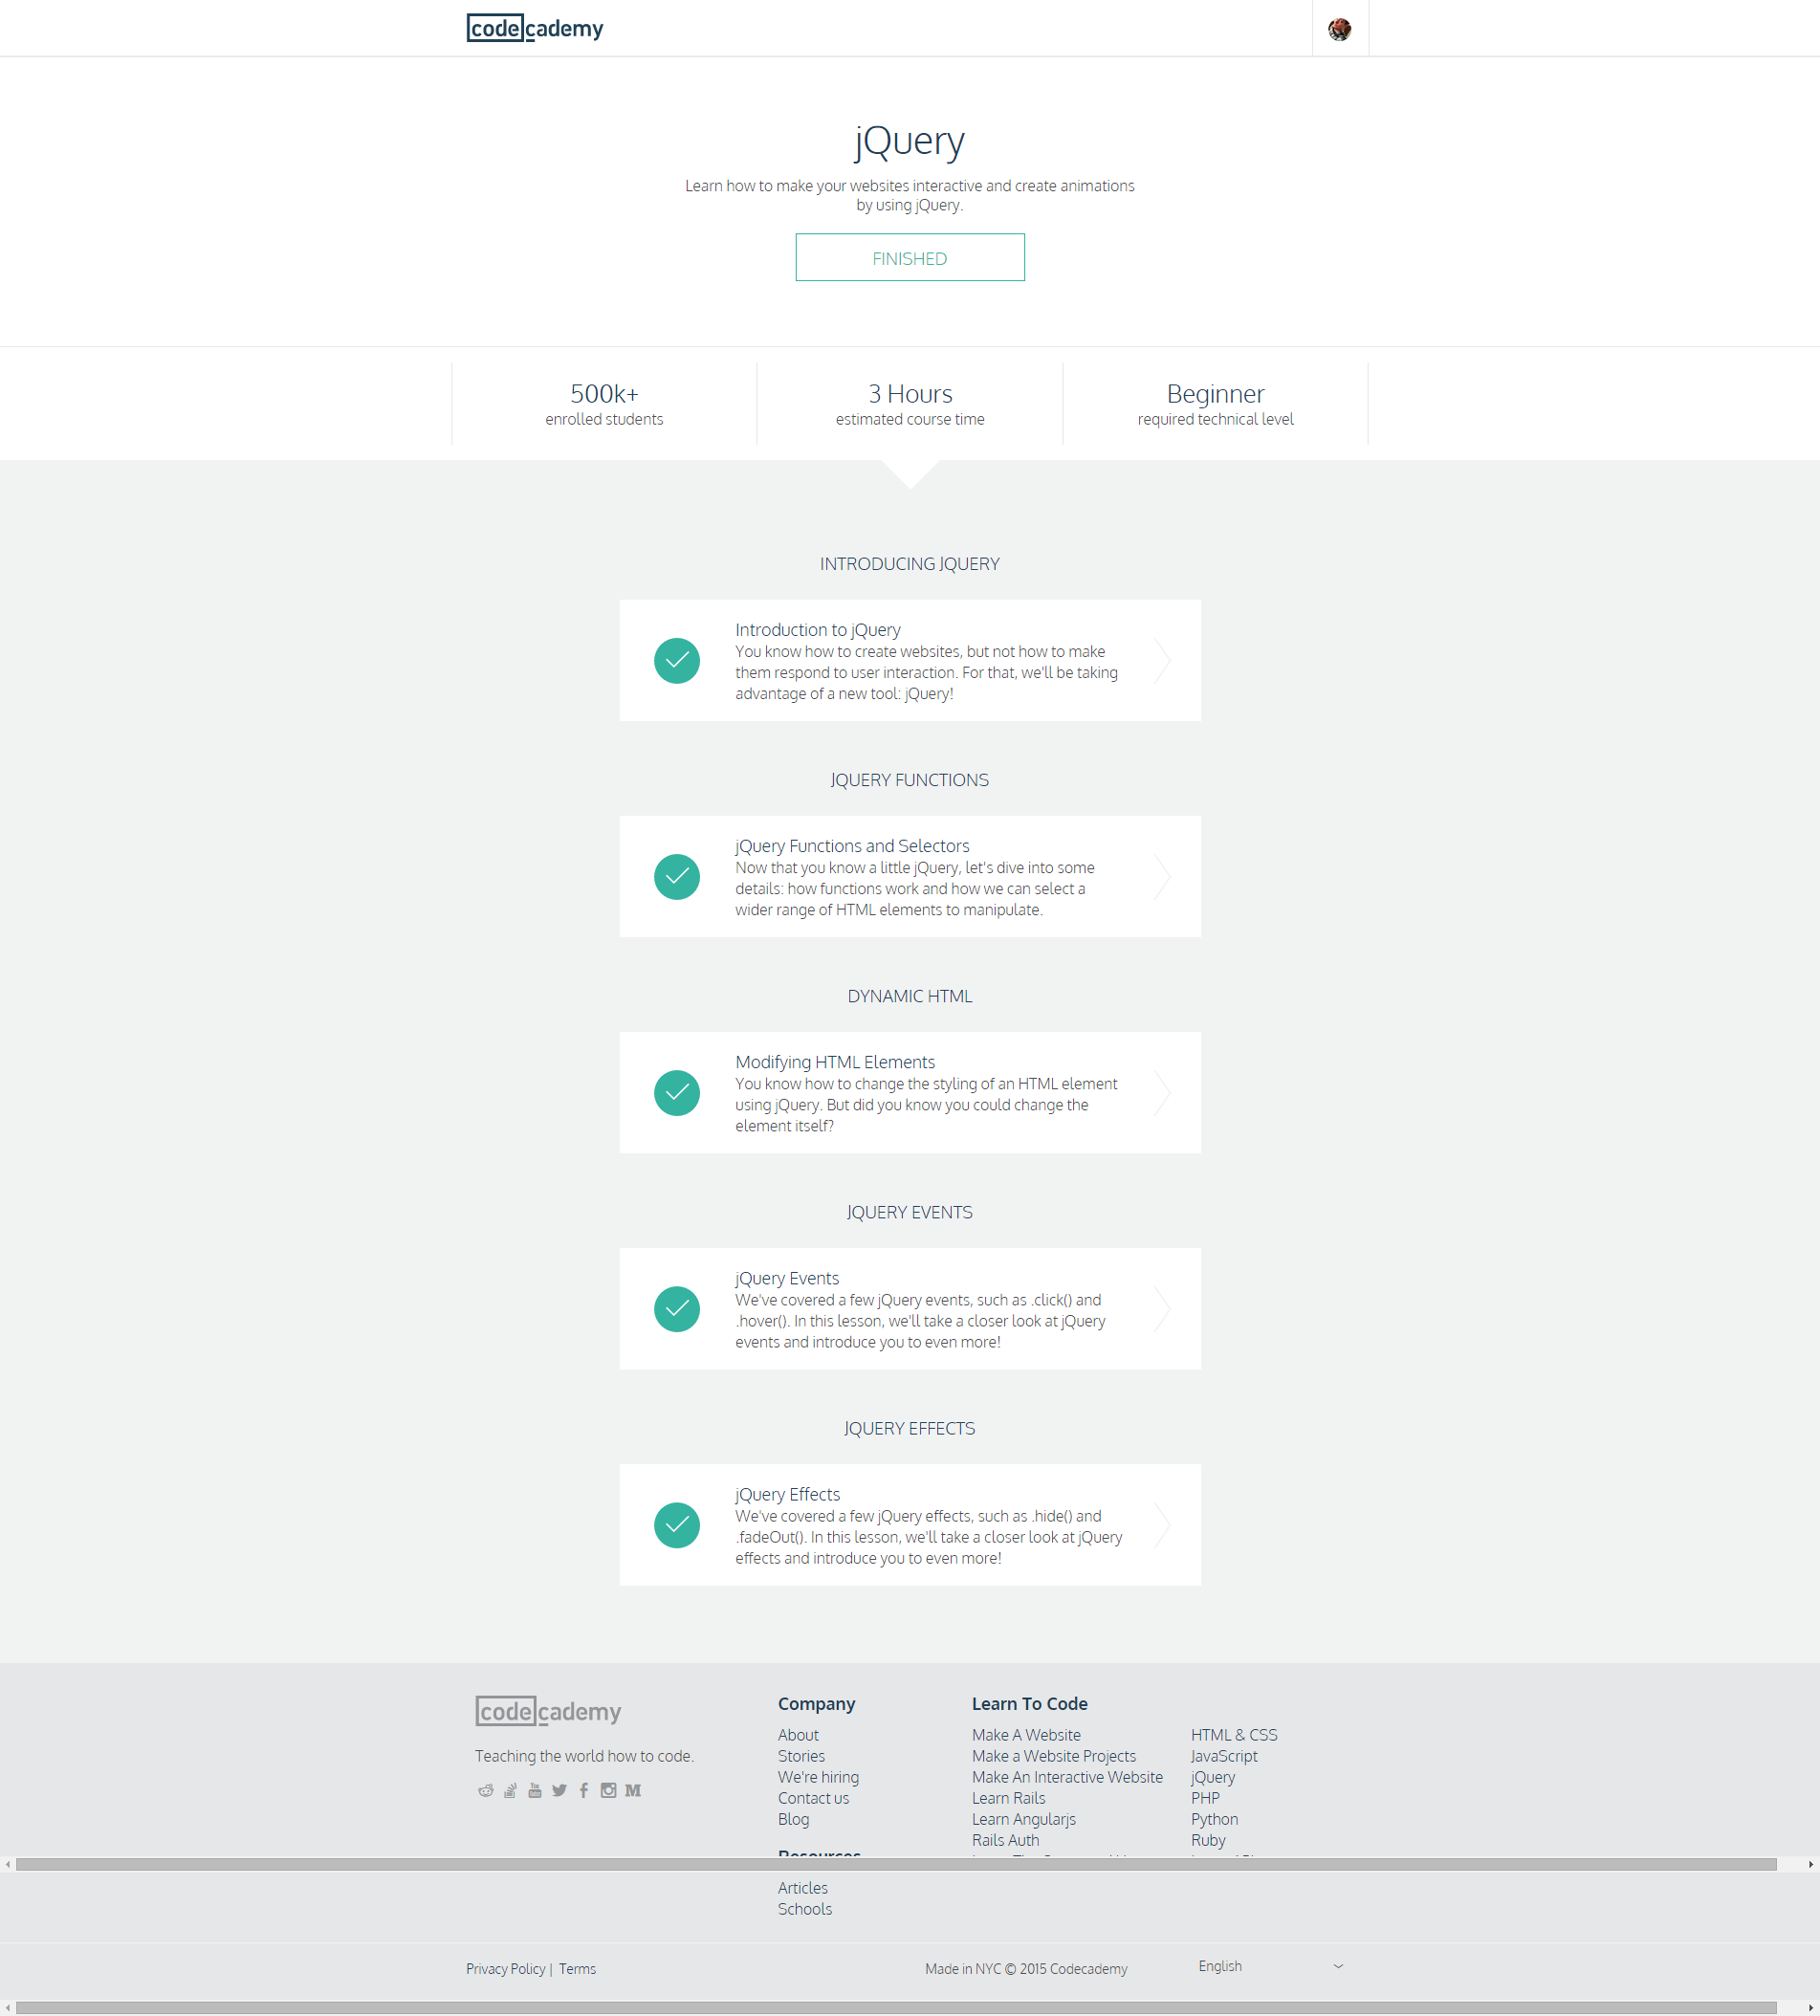 codecademy
jQuery
Learn how to make your websites interactive and create animations
by using jQuery.
FINISHED
500k+
enrolled students
3 Hours
estimated course time
Beginner
required technical level
INTRODUCING JQUERY
Introduction to jQuery
You know how to create websites, but not how to make
them respond to user interaction. For that, we'll be taking
advantage of a new tool: jQuery!
JQUERY FUNCTIONS
jQuery Functions and Selectors
Now that you know a little jQuery, let's dive into some
details: how functions work and how we can select a
wider range of HTML elements to manipulate.
DYNAMIC HTML
Modifying HTML Elements
You know how to change the styling of an HTML element
using jQuery. But did you know you could change the
element itself?
JQUERY EVENTS
jQuery Events
We've covered a few jQuery events, such as .click() and
.hover(). In this lesson, we'll take a closer look at jQuery
events and introduce you to even more!
JQUERY EFFECTS
jQuery Effects
We've covered a few jQuery effects, such as .hide() and
.fadeOut(). In this lesson, we'll take a closer look at jQuery
effects and introduce you to even more!
codecademy
Teaching the world how to code.
Company
About
Stories
We're hiring
Contact us
Blog
Resources
Articles
Schools
Learn To Code
Make A Website
Make a Website Projects
Make An Interactive Website
Learn Rails
Learn Angularjs
Rails Auth
HTML & CSS
JavaScript
jQuery
PHP
Python
Ruby
Privacy Policy | Terms
Made in NYC © 2015 Codecademy
English